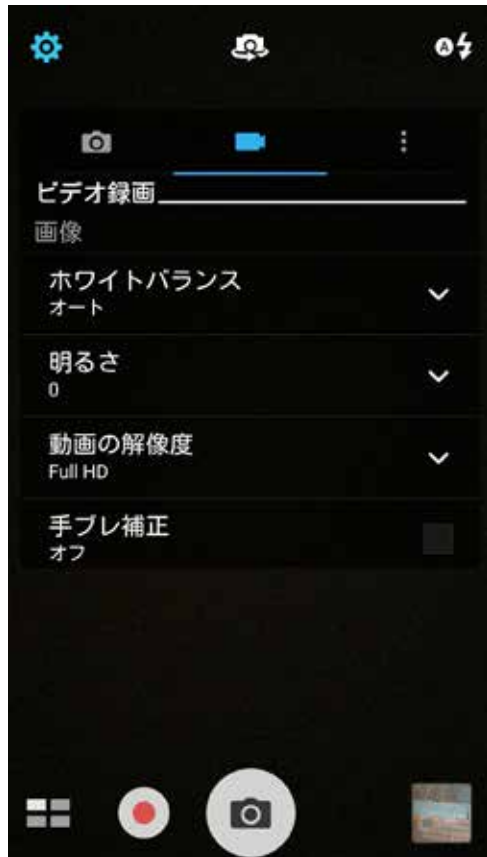 A
ビデオ録画
画像
ホワイトバランス
オート
明るさ
0
動画の解像度
Full HD
手ブレ補正
オフ